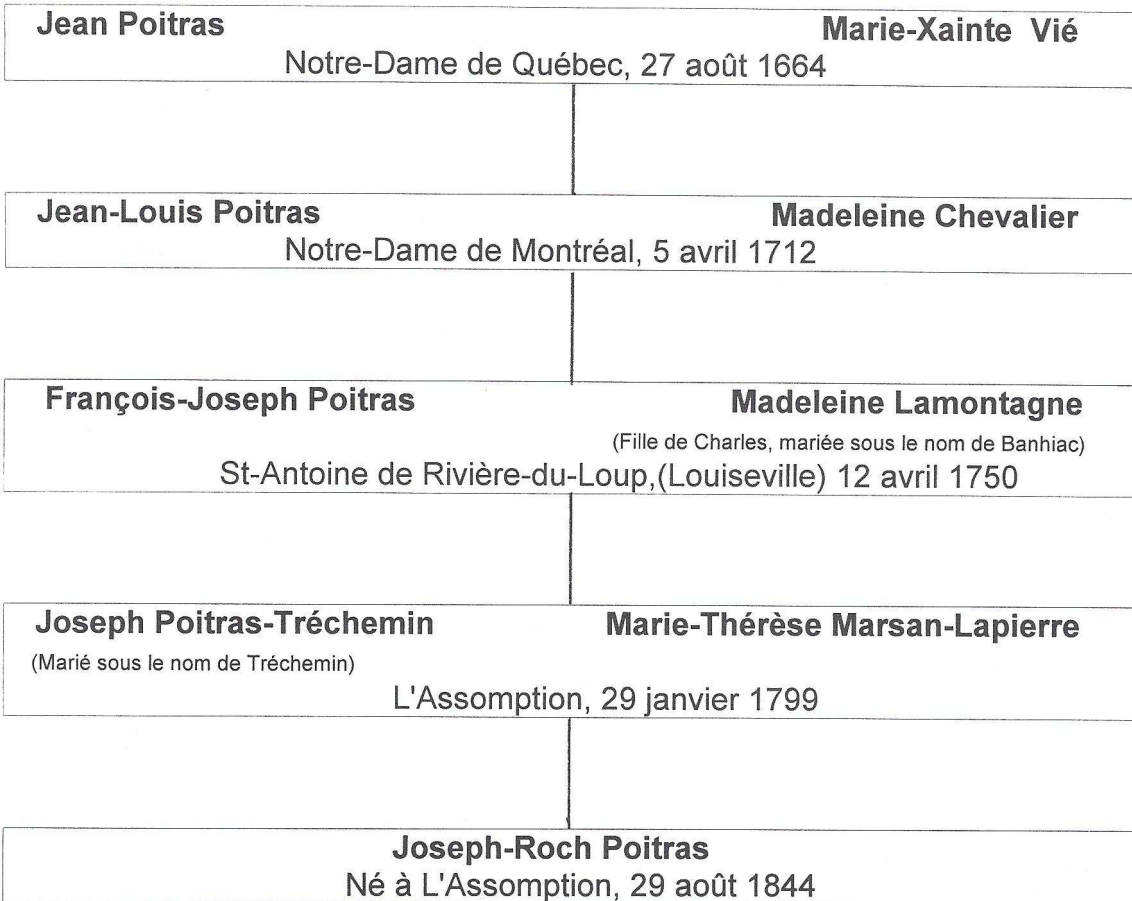 Jean Poitras Marie-Xainte Vié
Notre-Dame de Québec, 27 août 1664
Jean-Louis Poitras Madeleine Chevalier
Notre-Dame de Montréal, 5 avril 1712
François-Joseph Poitras Madeleine Lamontagne
(Fille de Charles, mariée sous le nom de Banhiac)
St-Antoine de Rivière-du-Loup,(Louiseville) 12 avril 1750
Joseph Poitras-Tréchemin Marie-Thérèse Marsan-Lapierre
(Marié sous le nom de Tréchemin)
L'Assomption, 29 janvier 1799
Joseph-Roch Poitras
Né à L'Assomption, 29 août 1844